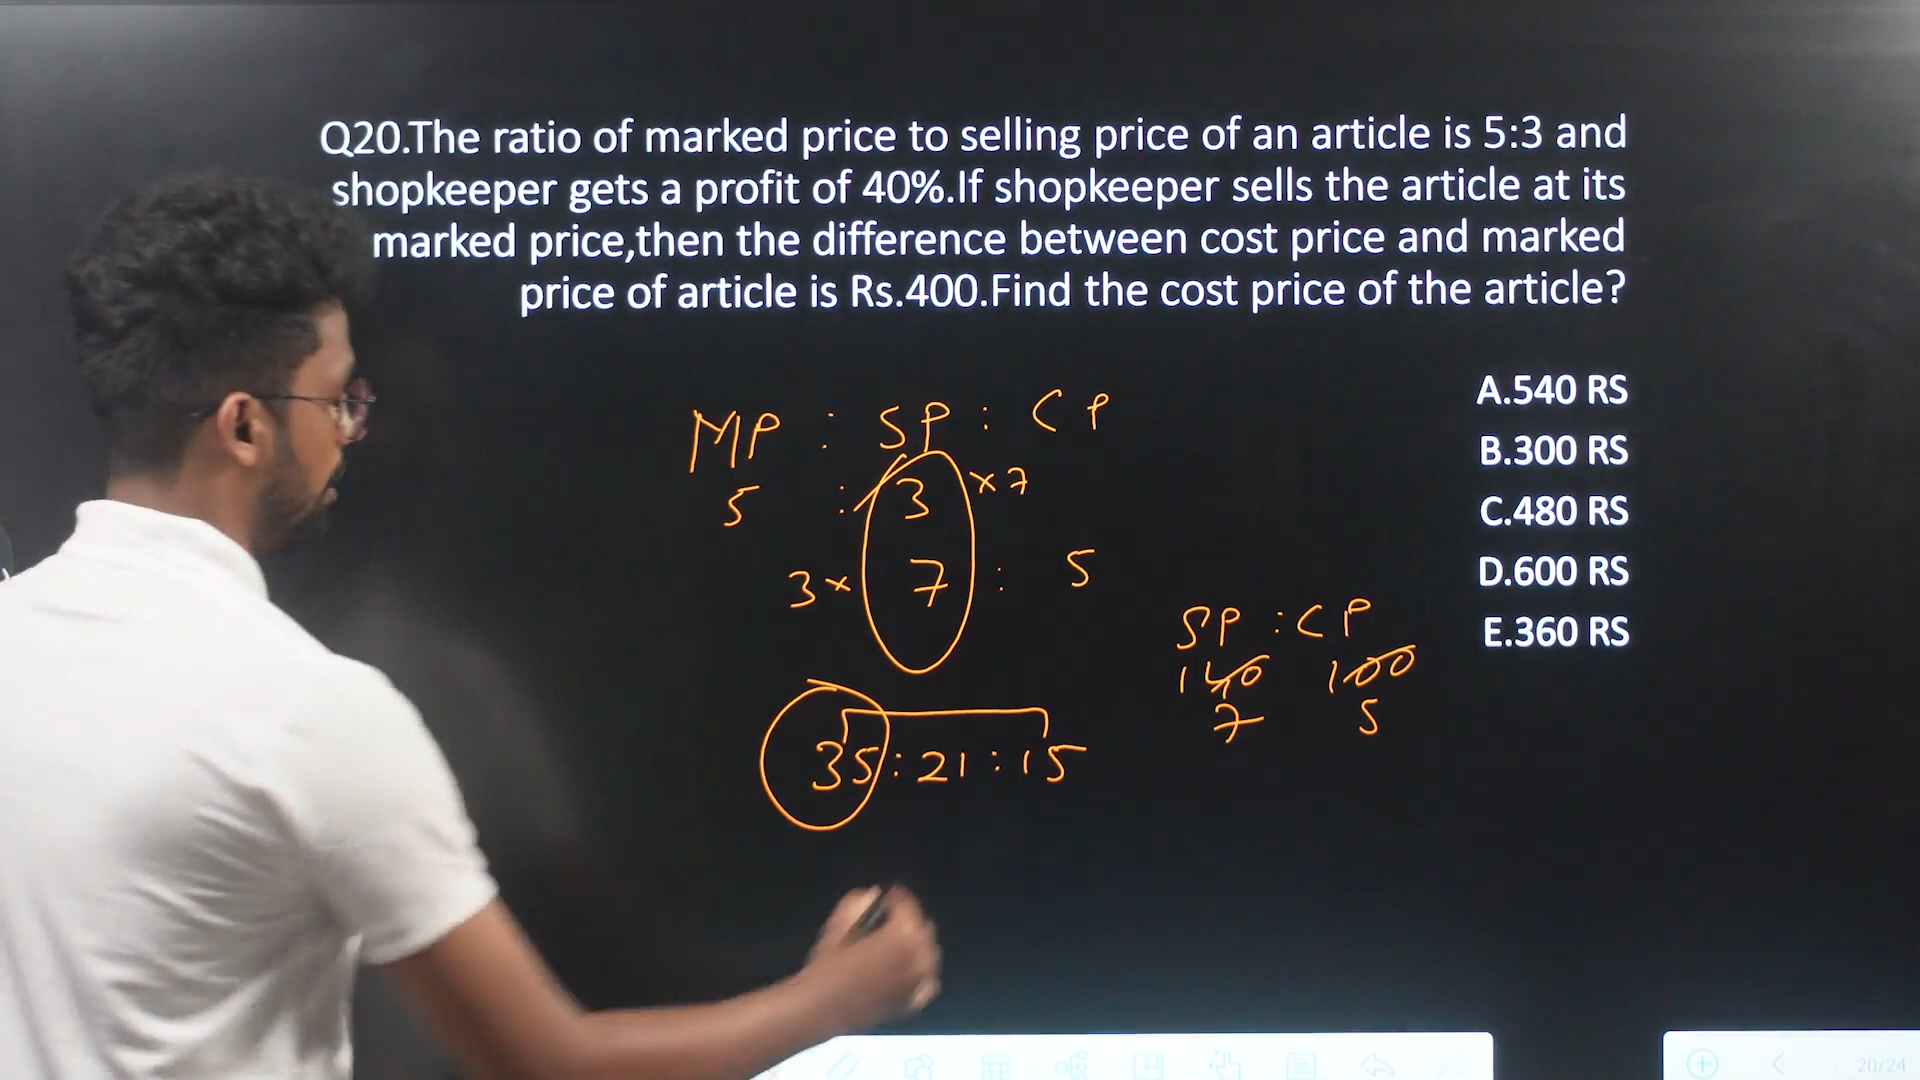 Q20.The ratio of marked price to selling price of an article is 5:3 and
shopkeeper gets a profit of 40%.If shopkeeper sells the article at its
marked price,then the difference between cost price and marked
price of article is Rs.400.Find the cost price of the article?
A.540 RS
B.300 RS
C.480 RS
D.600 RS
E.360 RS
MP : SP : CP
5 : 3 ×7
3× 7 : 5
SP : CP
140 100
7 5
35 : 21 : 15
20/24